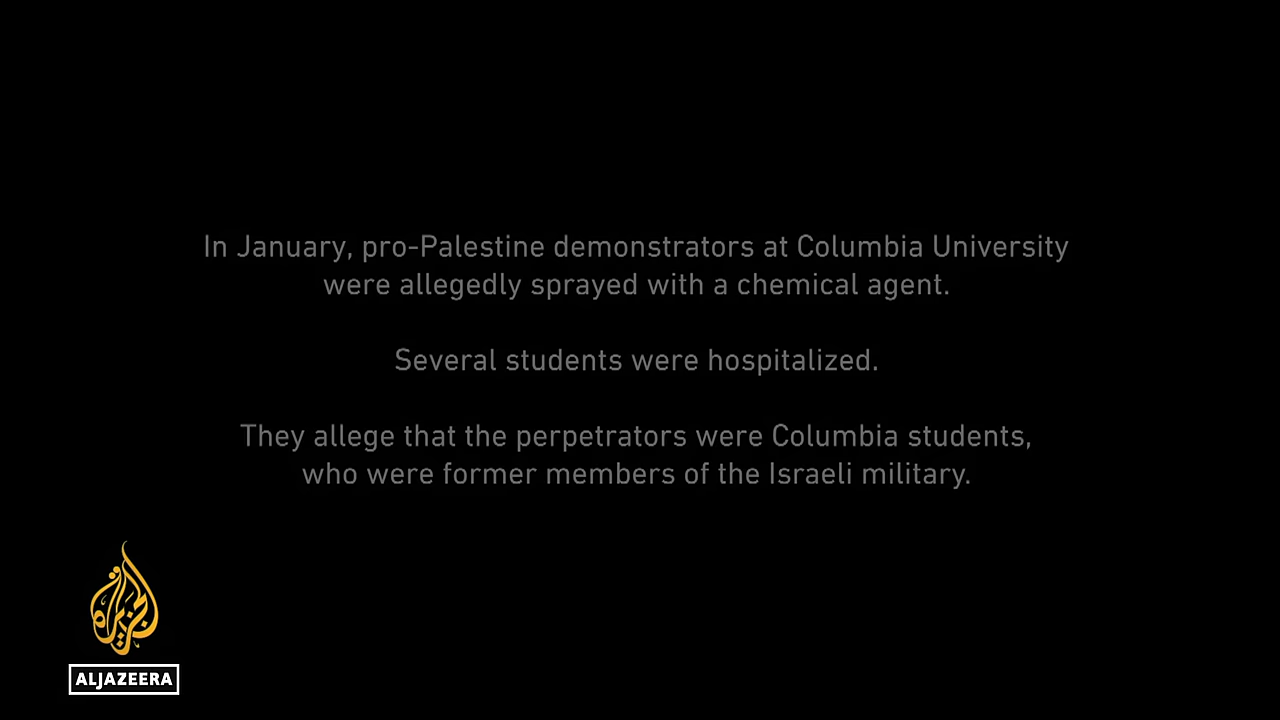 In January, pro-Palestine demonstrators at Columbia University
were allegedly sprayed with a chemical agent.
Several students were hospitalized.
They allege that the perpetrators were Columbia students,
who were former members of the Israeli military.
الجزيرة
ALJAZEERA